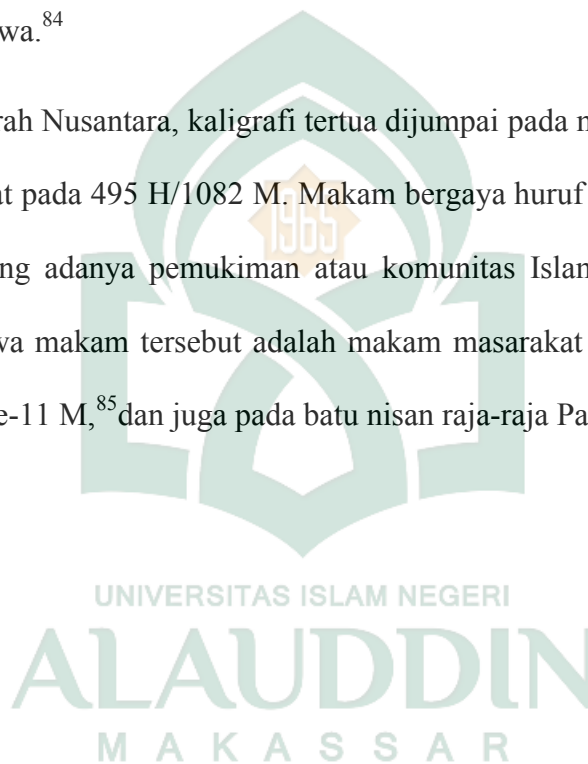 wa.84
rah Nusantara, kaligrafi tertua dijumpai pada
at pada 495 H/1082 M. Makam bergaya huruf
ng adanya pemukiman atau komunitas Islam
wa makam tersebut adalah makam masarakat
e-11 M,85dan juga pada batu nisan raja-raja Pa
1965
UNIVERSITAS ISLAM NEGERI
ALAUDDIN
MAKASSAR